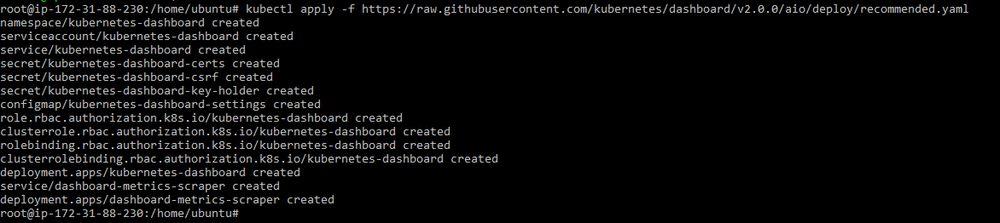 root@ip-172-31-88-230:/home/ubuntu# kubectl apply -f https://raw.githubusercontent.com/kubernetes/dashboard/v2.0.0/aio/deploy/recommended.yaml
namespace/kubernetes-dashboard created
serviceaccount/kubernetes-dashboard created
service/kubernetes-dashboard created
secret/kubernetes-dashboard-certs created
secret/kubernetes-dashboard-csrf created
secret/kubernetes-dashboard-key-holder created
configmap/kubernetes-dashboard-settings created
role.rbac.authorization.k8s.io/kubernetes-dashboard created
clusterrole.rbac.authorization.k8s.io/kubernetes-dashboard created
rolebinding.rbac.authorization.k8s.io/kubernetes-dashboard created
clusterrolebinding.rbac.authorization.k8s.io/kubernetes-dashboard created
deployment.apps/kubernetes-dashboard created
service/dashboard-metrics-scraper created
deployment.apps/dashboard-metrics-scraper created
root@ip-172-31-88-230:/home/ubuntu#